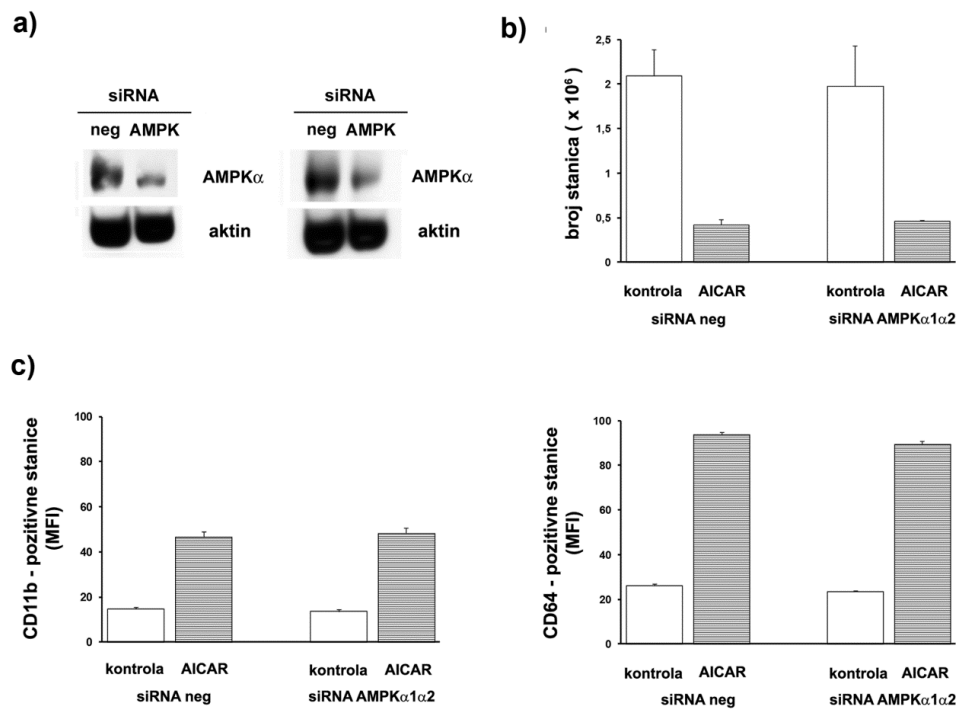 a)
siRNA
neg AMPK
AMPKα
aktin
siRNA
neg AMPK
AMPKα
aktin
b)
broj stanica ( x 10⁶)
2,5
2
1,5
1
0,5
0
kontrola AICAR kontrola AICAR
siRNA neg siRNA AMPKα1α2
c)
CD11b - pozitivne stanice
(MFI)
100
80
60
40
20
0
kontrola AICAR kontrola AICAR
siRNA neg siRNA AMPKα1α2
CD64 - pozitivne stanice
(MFI)
100
80
60
40
20
0
kontrola AICAR kontrola AICAR
siRNA neg siRNA AMPKα1α2